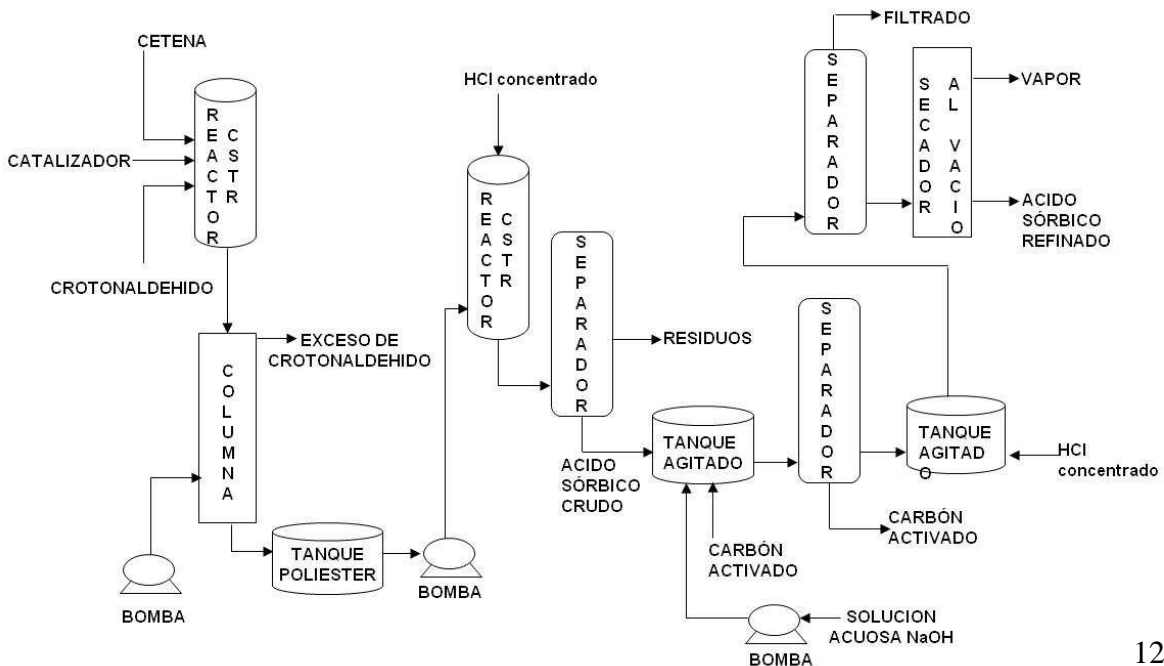 CETENA
CATALIZADOR
CROTONALDEHIDO
REACTOR
CSTR
COLUMNA
EXCESO DE
CROTONALDEHIDO
BOMBA
TANQUE
POLIESTER
BOMBA
HCl concentrado
REACTOR
CSTR
SEPARADOR
RESIDUOS
ACIDO
SÓRBICO
CRUDO
TANQUE
AGITADO
CARBÓN
ACTIVADO
SOLUCION
ACUOSA NaOH
BOMBA
SEPARADOR
CARBÓN
ACTIVADO
TANQUE
AGITAD
O
HCl
concentrado
SEPARADOR
FILTRADO
SECADOR
AL VACIO
VAPOR
ACIDO
SÓRBICO
REFINADO
12